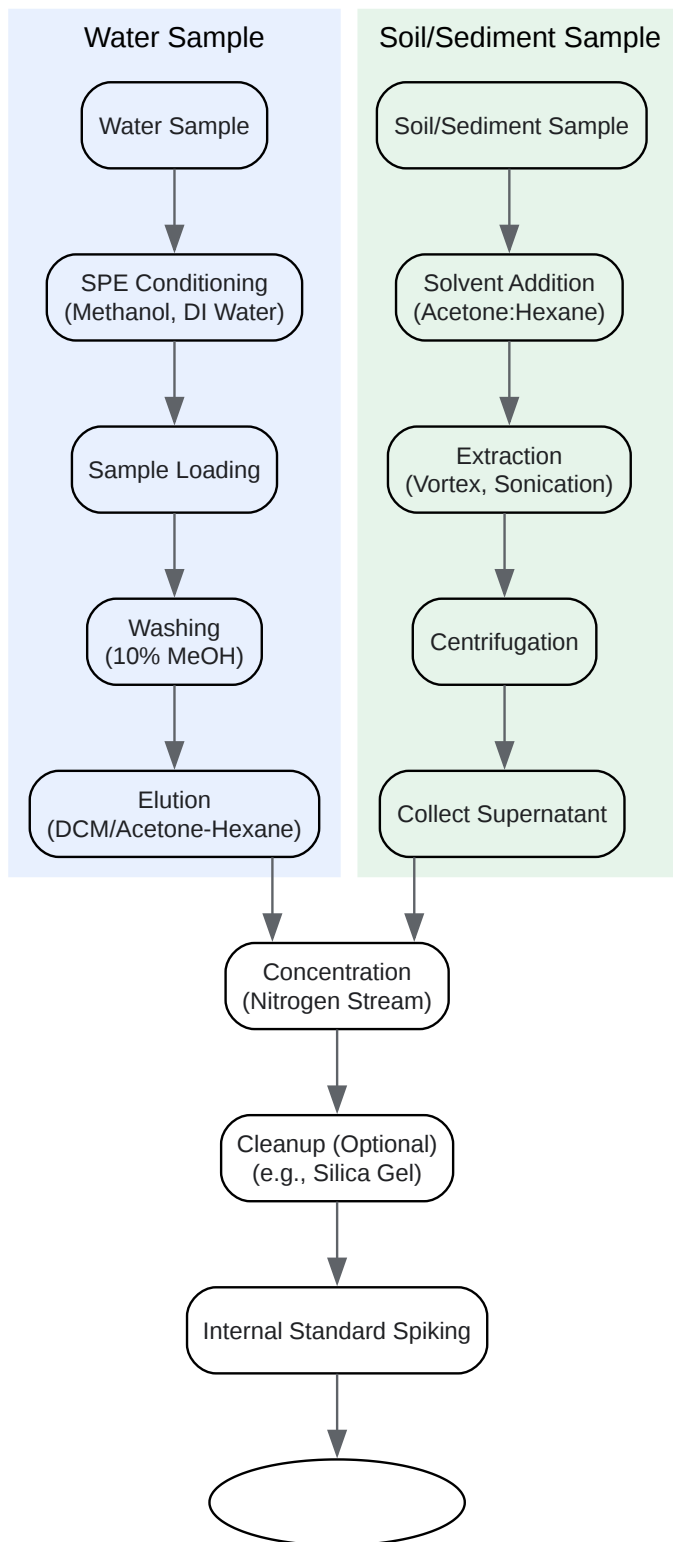 Water Sample
Water Sample
SPE Conditioning
(Methanol, DI Water)
Sample Loading
Washing
(10% MeOH)
Elution
(DCM/Acetone-Hexane)
Soil/Sediment Sample
Soil/Sediment Sample
Solvent Addition
(Acetone:Hexane)
Extraction
(Vortex, Sonication)
Centrifugation
Collect Supernatant
Concentration
(Nitrogen Stream)
Cleanup (Optional)
(e.g., Silica Gel)
Internal Standard Spiking